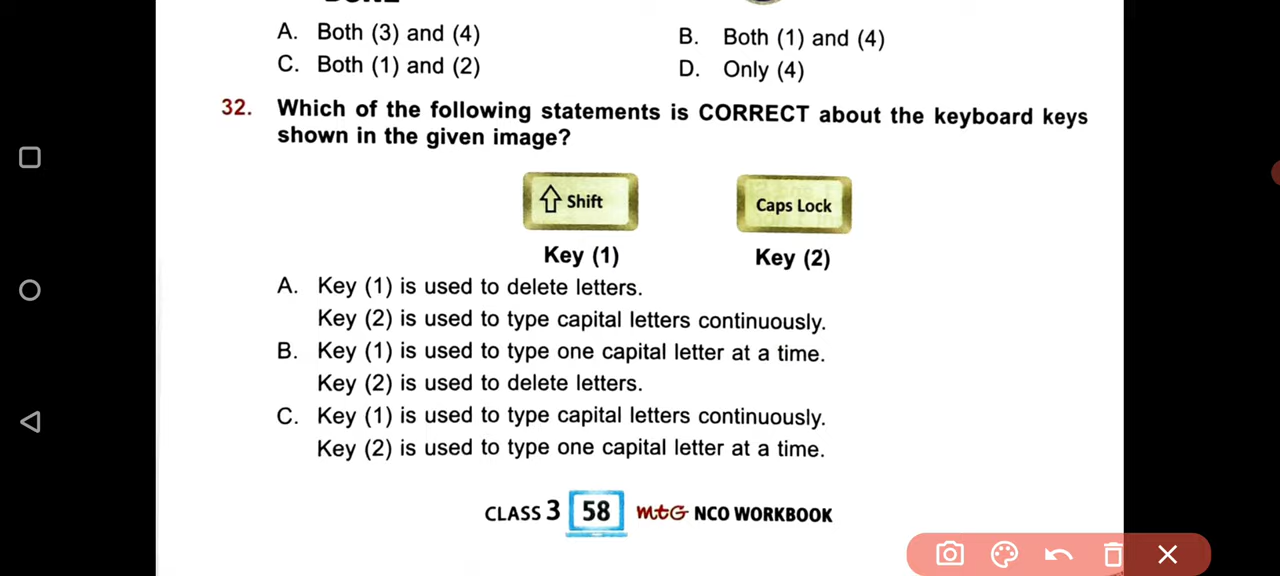 A. Both (3) and (4)
B. Both (1) and (4)
C. Both (1) and (2)
D. Only (4)
32. Which of the following statements is CORRECT about the keyboard keys
shown in the given image?
Shift
Caps Lock
Key (1)
Key (2)
A. Key (1) is used to delete letters.
Key (2) is used to type capital letters continuously.
B. Key (1) is used to type one capital letter at a time.
Key (2) is used to delete letters.
C. Key (1) is used to type capital letters continuously.
Key (2) is used to type one capital letter at a time.
CLASS 3 58 mtG NCO WORKBOOK